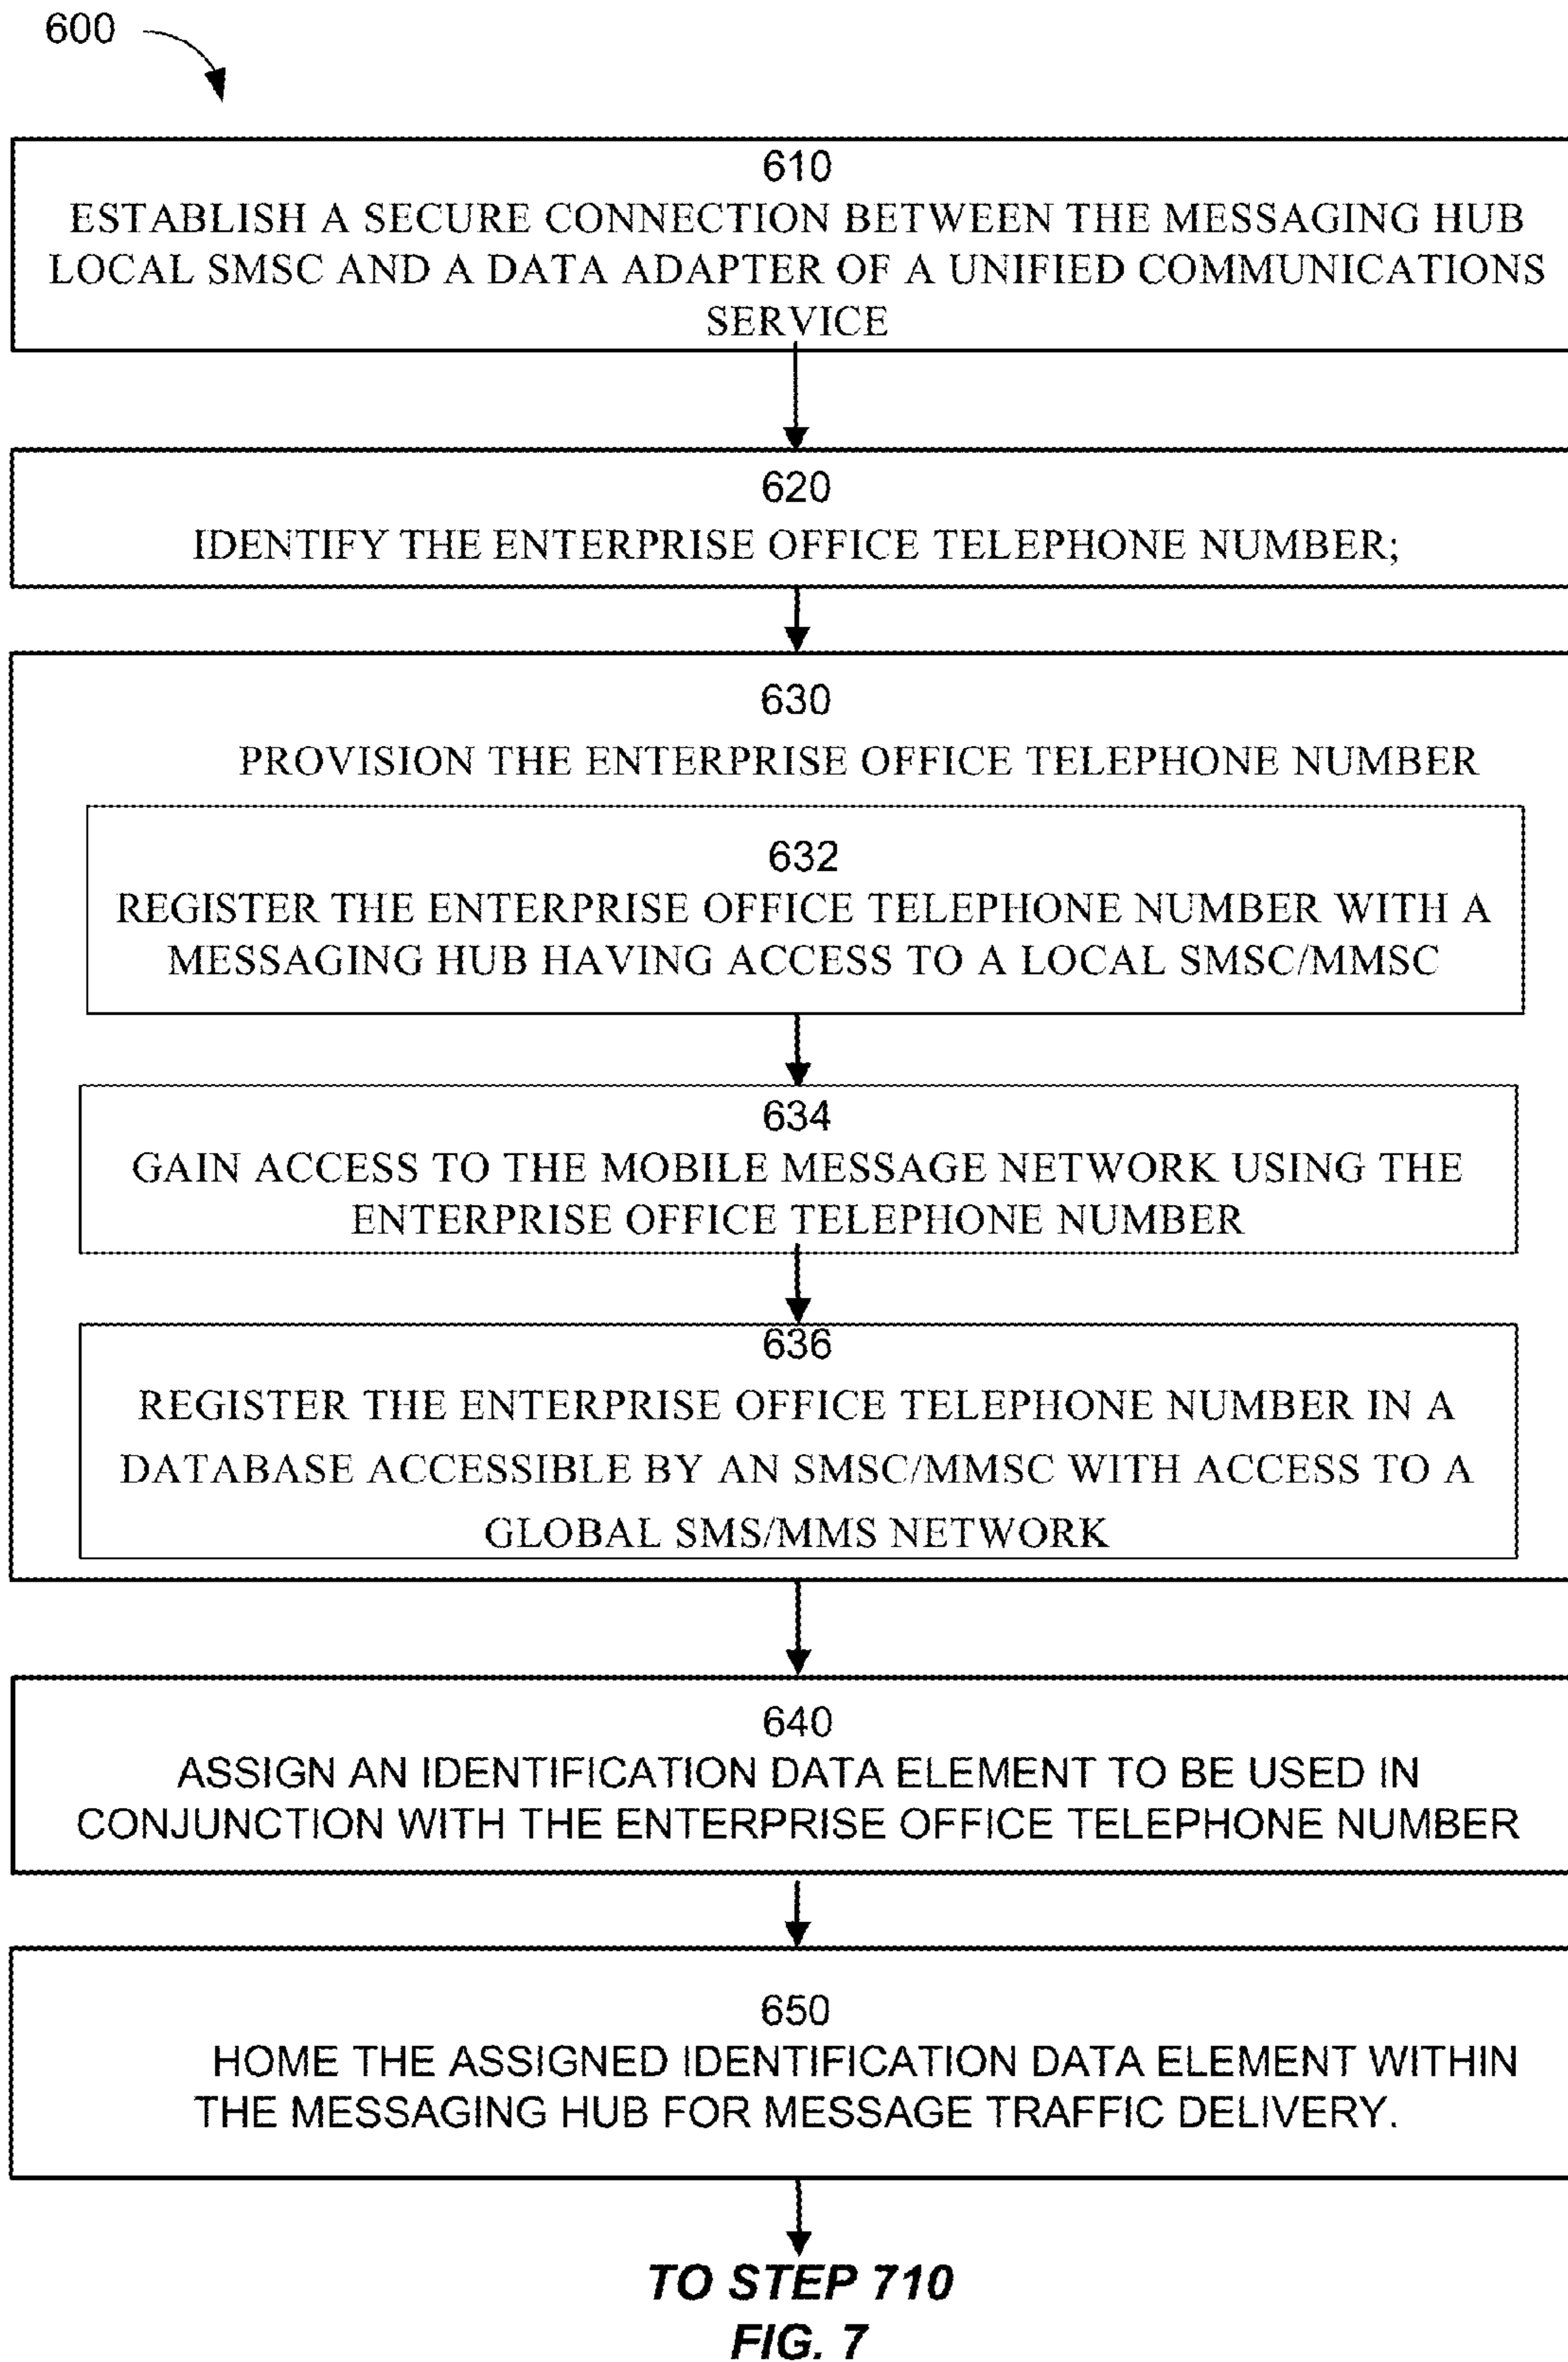 600
610
ESTABLISH A SECURE CONNECTION BETWEEN THE MESSAGING HUB
LOCAL SMSC AND A DATA ADAPTER OF A UNIFIED COMMUNICATIONS
SERVICE
620
IDENTIFY THE ENTERPRISE OFFICE TELEPHONE NUMBER;
630
PROVISION THE ENTERPRISE OFFICE TELEPHONE NUMBER
632
REGISTER THE ENTERPRISE OFFICE TELEPHONE NUMBER WITH A
MESSAGING HUB HAVING ACCESS TO A LOCAL SMSC/MMSC
634
GAIN ACCESS TO THE MOBILE MESSAGE NETWORK USING THE
ENTERPRISE OFFICE TELEPHONE NUMBER
636
REGISTER THE ENTERPRISE OFFICE TELEPHONE NUMBER IN A
DATABASE ACCESSIBLE BY AN SMSC/MMSC WITH ACCESS TO A
GLOBAL SMS/MMS NETWORK
640
ASSIGN AN IDENTIFICATION DATA ELEMENT TO BE USED IN
CONJUNCTION WITH THE ENTERPRISE OFFICE TELEPHONE NUMBER
650
HOME THE ASSIGNED IDENTIFICATION DATA ELEMENT WITHIN
THE MESSAGING HUB FOR MESSAGE TRAFFIC DELIVERY.
TO STEP 710
FIG. 7